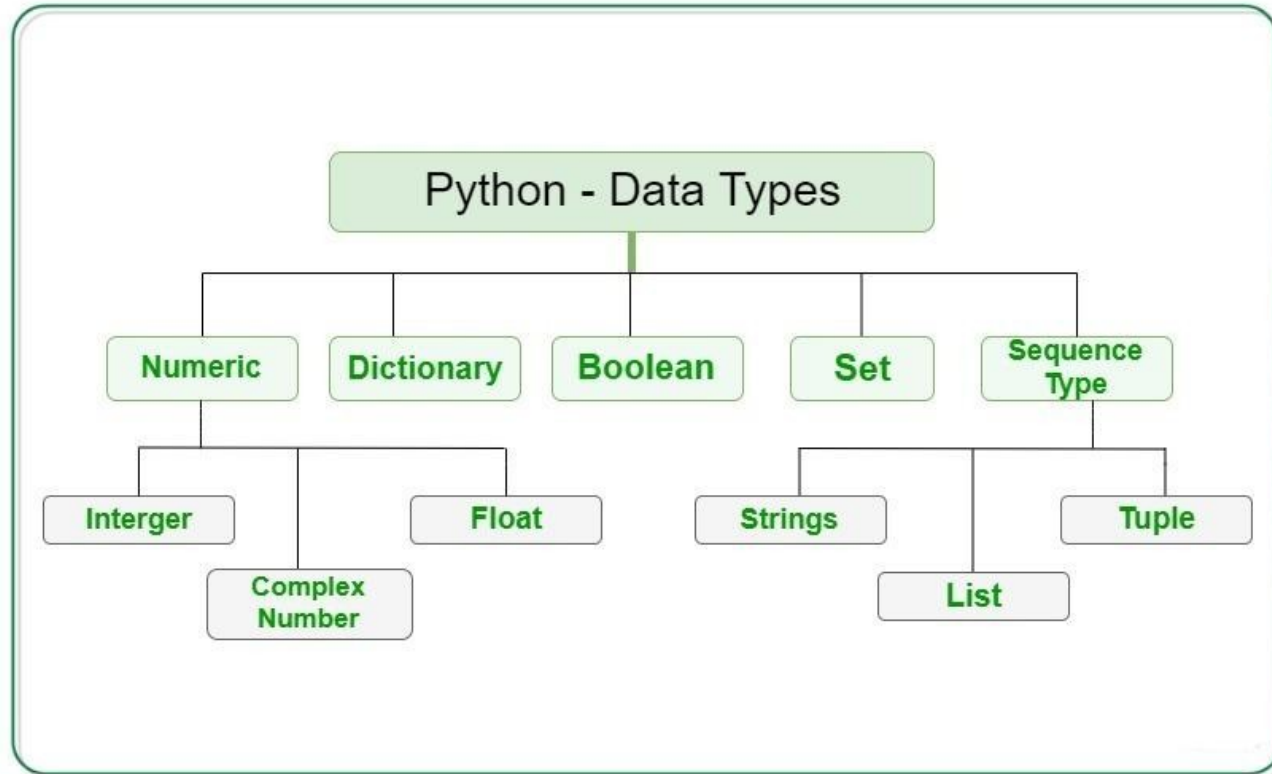 Python - Data Types
Numeric
Dictionary
Boolean
Set
Sequence
Type
Interger
Float
Strings
Tuple
Complex
Number
List